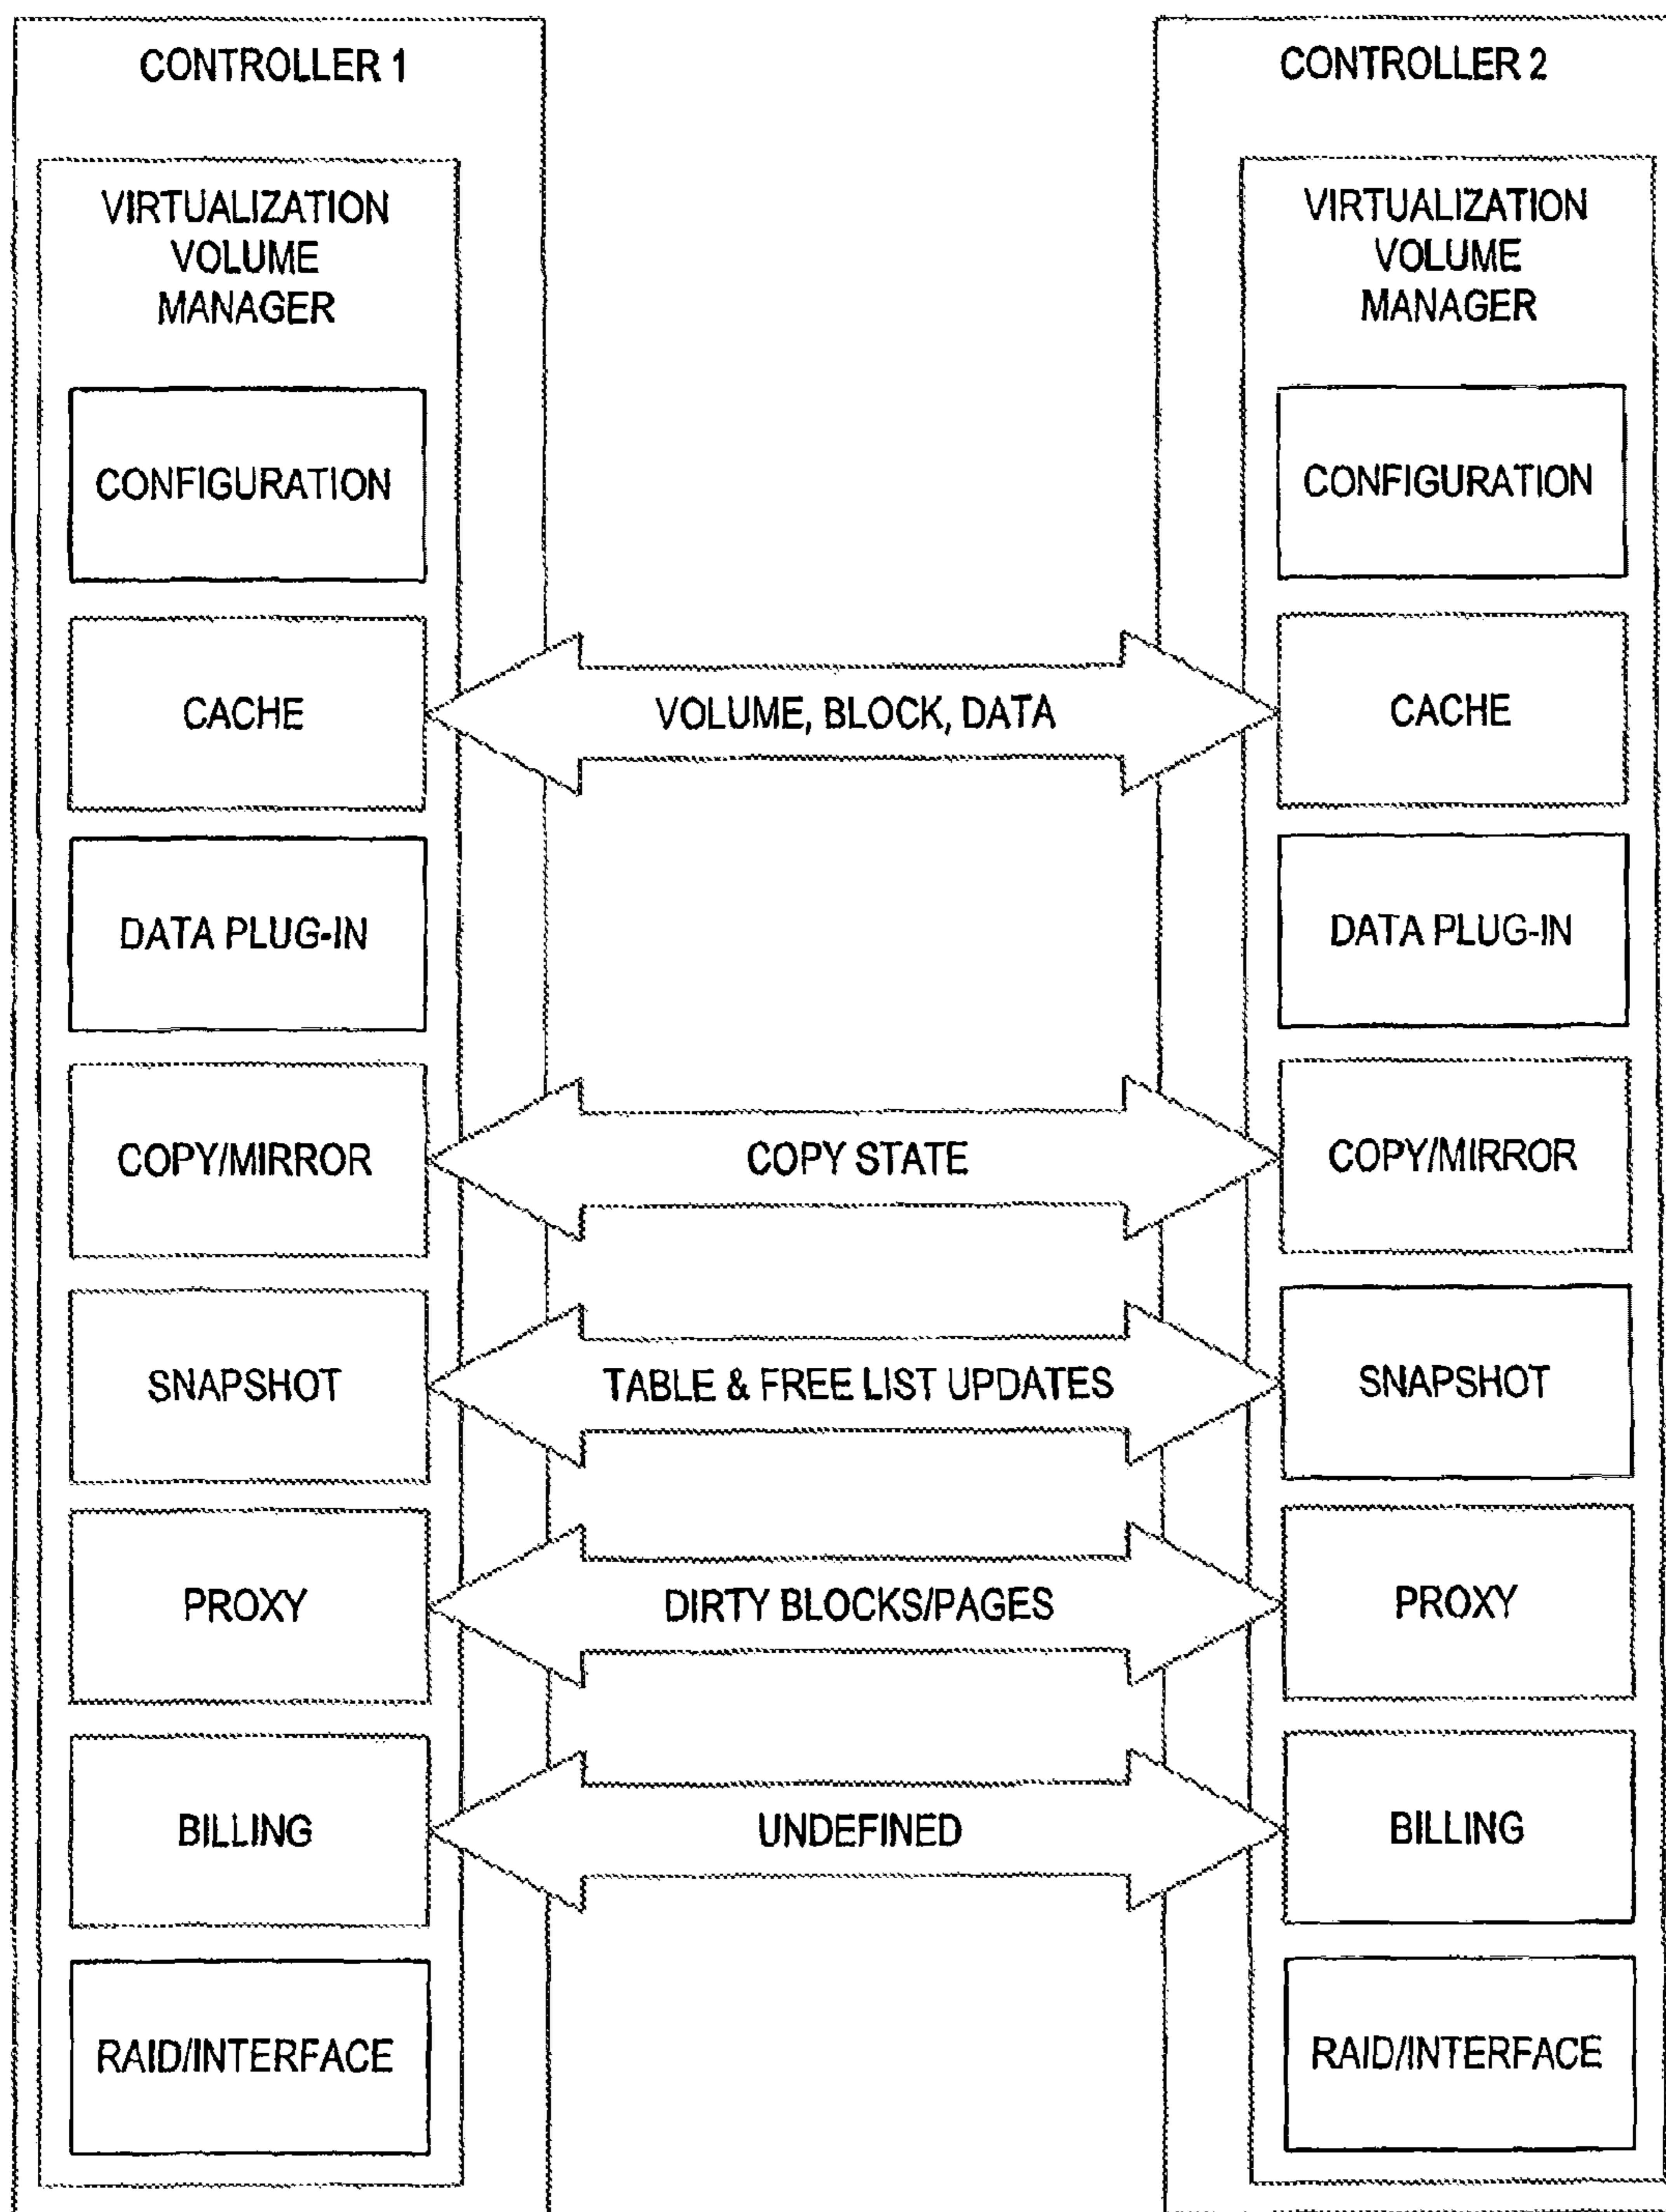 CONTROLLER 1
CONTROLLER 2
VIRTUALIZATION
VOLUME
MANAGER
VIRTUALIZATION
VOLUME
MANAGER
CONFIGURATION
CONFIGURATION
CACHE
VOLUME, BLOCK, DATA
CACHE
DATA PLUG-IN
DATA PLUG-IN
COPY/MIRROR
COPY STATE
COPY/MIRROR
SNAPSHOT
TABLE & FREE LIST UPDATES
SNAPSHOT
PROXY
DIRTY BLOCKS/PAGES
PROXY
BILLING
UNDEFINED
BILLING
RAID/INTERFACE
RAID/INTERFACE